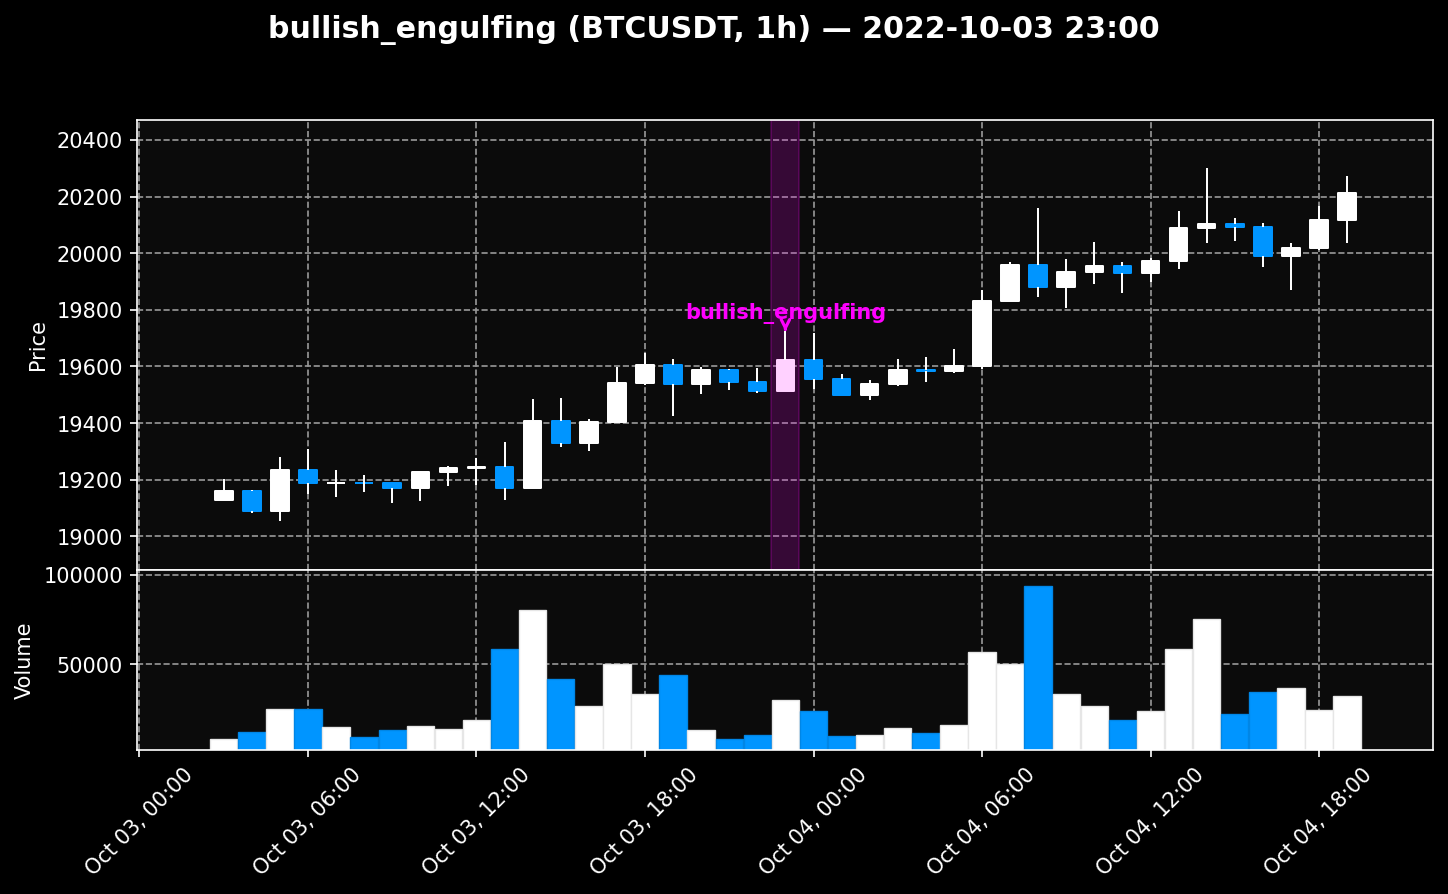 bullish_engulfing (BTCUSDT, 1h) — 2022-10-03 23:00
20400
20200
20000
19800
19600
19400
19200
19000
Price
bullish_engulfing
100000
50000
Volume
Oct 03, 00:00
Oct 03, 06:00
Oct 03, 12:00
Oct 03, 18:00
Oct 04, 00:00
Oct 04, 06:00
Oct 04, 12:00
Oct 04, 18:00